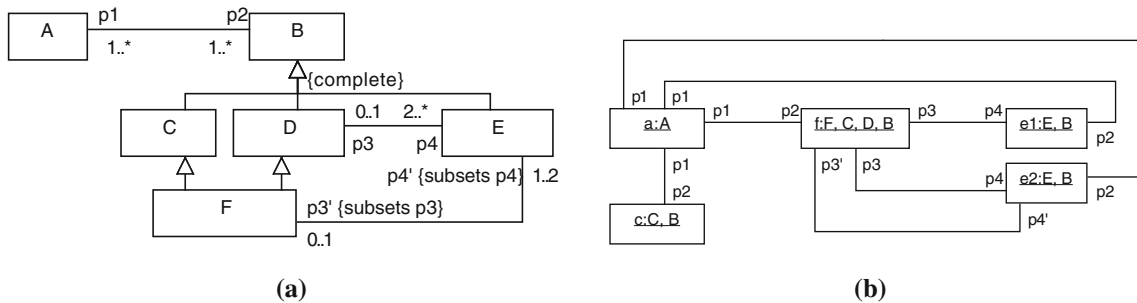 A
p1
1..*
p2
1..*
B
{complete}
C
D
0..1
p3
2..*
p4
E
p4' {subsets p4}
1..2
F
p3' {subsets p3}
0..1
(a)
p1
p1
a:A
p1
p2
f:F, C, D, B
p3
p4
e1:E, B
p2
p1
p2
c:C, B
p3'
p3
p4
e2:E, B
p2
p4'
(b)